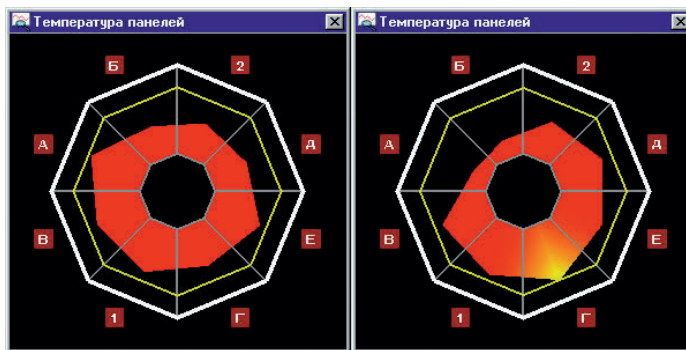 Температура панелей
Б 2
А Д
В Е
1 Г
Температура панелей
Б 2
А Д
В Е
1 Г